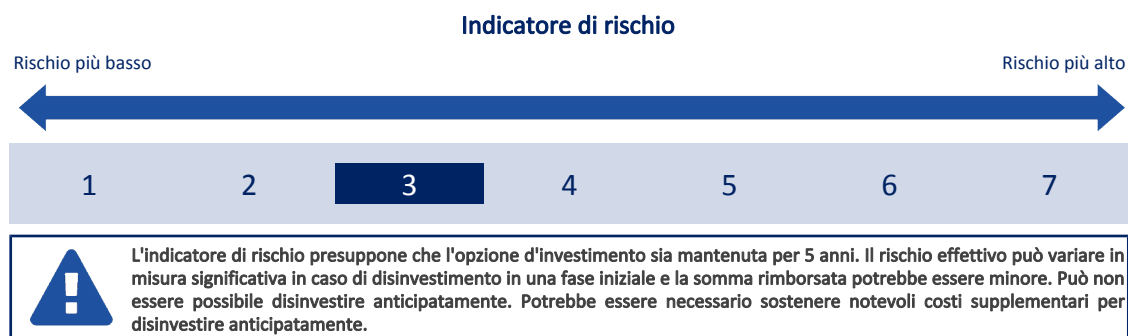 Indicatore di rischio
Rischio più basso
Rischio più alto
1 2 3 4 5 6 7
L'indicatore di rischio presuppone che l'opzione d'investimento sia mantenuta per 5 anni. Il rischio effettivo può variare in
misura significativa in caso di disinvestimento in una fase iniziale e la somma rimborsata potrebbe essere minore. Può non
essere possibile disinvestire anticipatamente. Potrebbe essere necessario sostenere notevoli costi supplementari per
disinvestire anticipatamente.